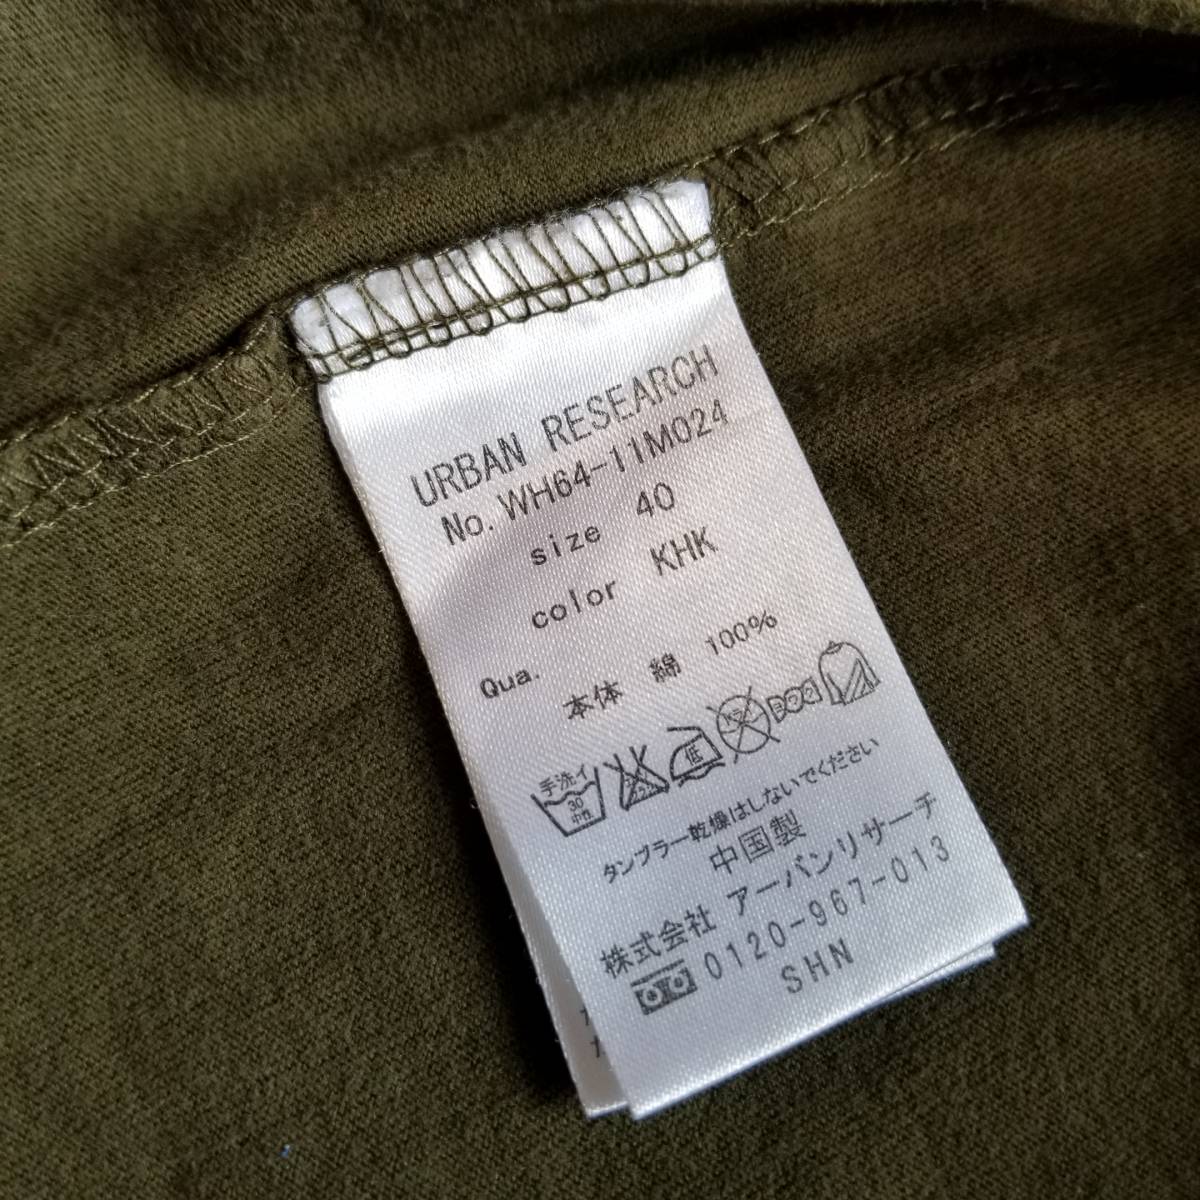 URBAN RESEARCH
No. WH64-11M024
size 40
color KHK
Qua.
本体 綿 100%
手洗イ
30
中性
低
タンブラー乾燥はしないでください
中国製
株式会社 アーバンリサーチ
0120-967-013
SHN